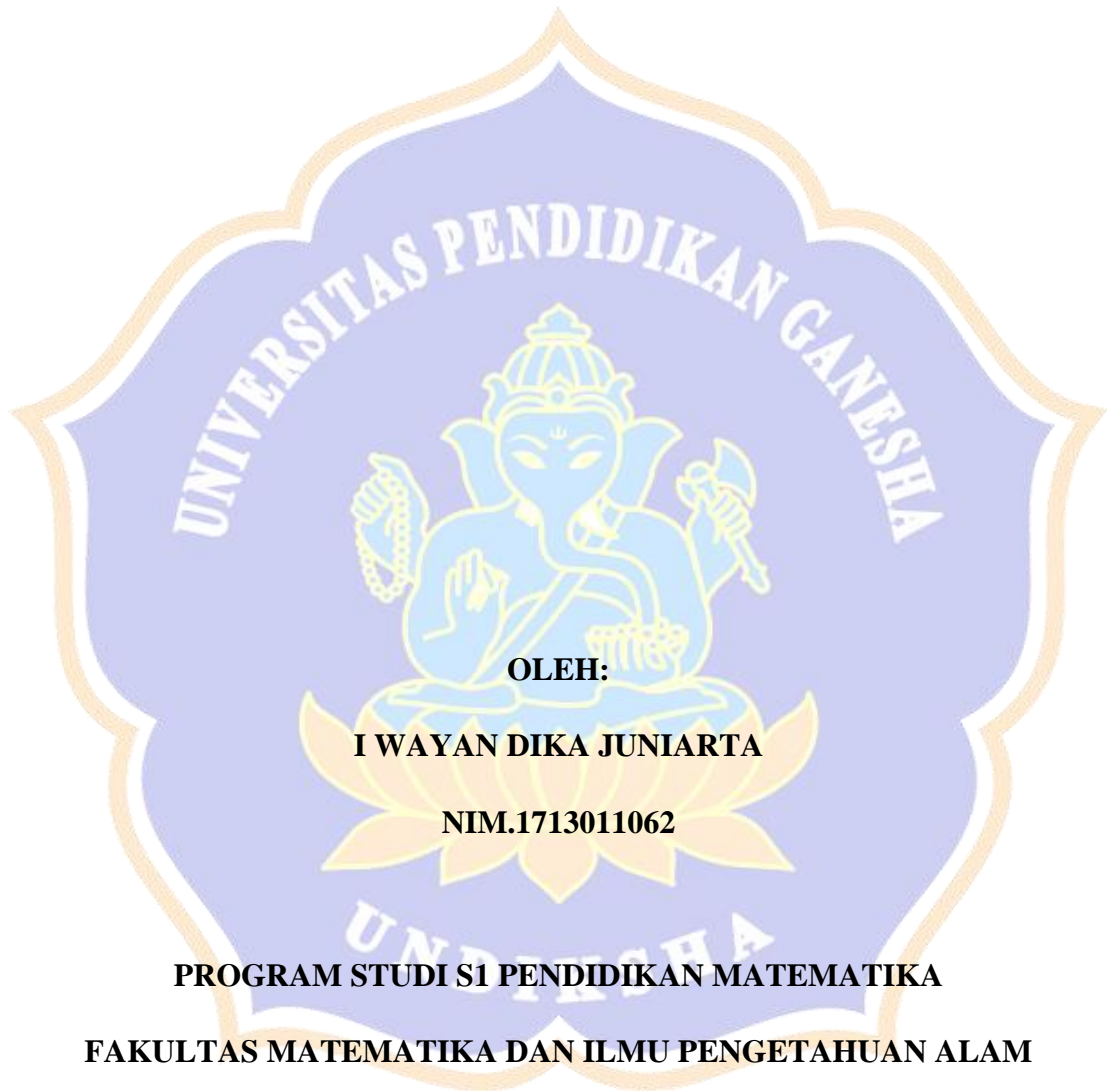 UNIVERSITAS PENDIDIKAN GANESHA
OLEH:
I WAYAN DIKA JUNIARTA
NIM.1713011062
UNDIKSHA
PROGRAM STUDI S1 PENDIDIKAN MATEMATIKA
FAKULTAS MATEMATIKA DAN ILMU PENGETAHUAN ALAM